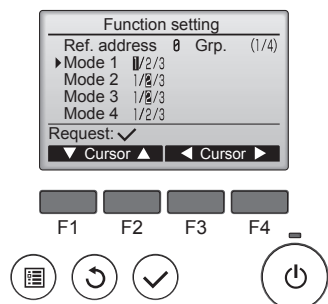 Function setting
Ref. address 0 Grp. (1/4)
Mode 1 1/2/3
Mode 2 1/2/3
Mode 3 1/2/3
Mode 4 1/2/3
Request:
Cursor Cursor
F1 F2 F3 F4